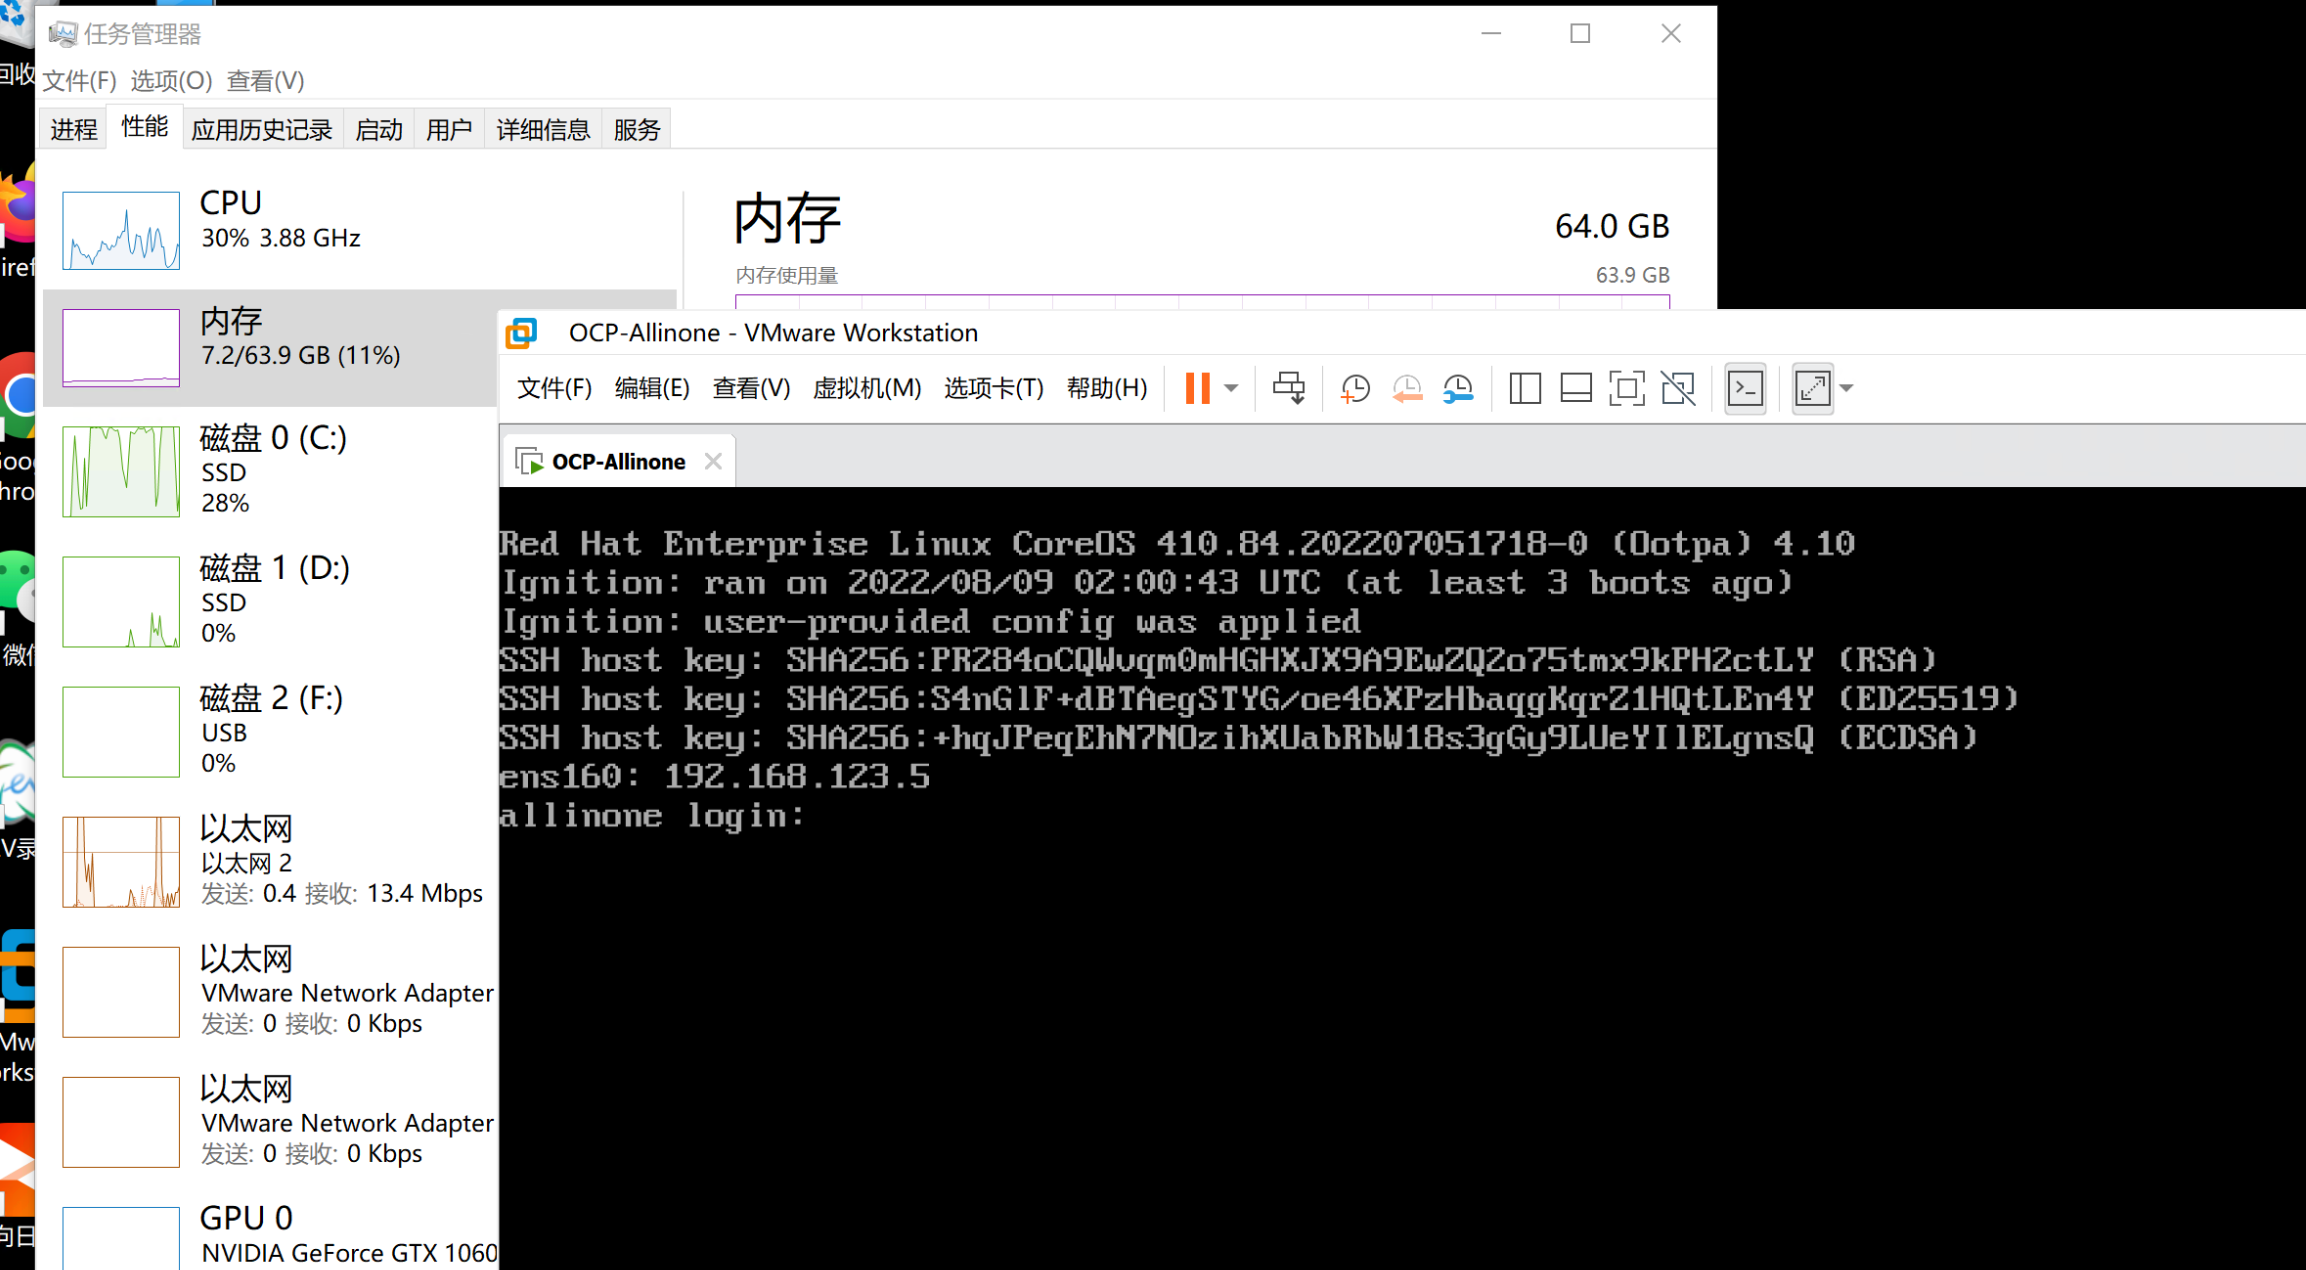 任务管理器
文件(F) 选项(O) 查看(V)
进程 性能 应用历史记录 启动 用户 详细信息 服务
CPU
30% 3.88 GHz
内存
7.2/63.9 GB (11%)
磁盘 0 (C:)
SSD
28%
磁盘 1 (D:)
SSD
0%
磁盘 2 (F:)
USB
0%
以太网
以太网 2
发送: 0.4 接收: 13.4 Mbps
以太网
VMware Network Adapter
发送: 0 接收: 0 Kbps
以太网
VMware Network Adapter
发送: 0 接收: 0 Kbps
GPU 0
NVIDIA GeForce GTX 1060
内存 64.0 GB
内存使用量 63.9 GB
OCP-Allinone - VMware Workstation
文件(F) 编辑(E) 查看(V) 虚拟机(M) 选项卡(T) 帮助(H)
OCP-Allinone
Red Hat Enterprise Linux CoreOS 410.84.202207051718-0 (Ootpa) 4.10
Ignition: ran on 2022/08/09 02:00:43 UTC (at least 3 boots ago)
Ignition: user-provided config was applied
SSH host key: SHA256:PR284oCQWvqm0mHGHXJX9A9EwZQ2o75tmx9kPH2ctLY (RSA)
SSH host key: SHA256:S4nGlF+dBTAegSTYG/oe46XPzHbaqgKqrZ1HQtLEn4Y (ED25519)
SSH host key: SHA256:+hqJPeqEhN7NOzihXUabRbW18s3gGy9LUeYIlELgnsQ (ECDSA)
ens160: 192.168.123.5
allinone login:
回收
iref
Goo
hro
微信
V录
Mw
orks
向日